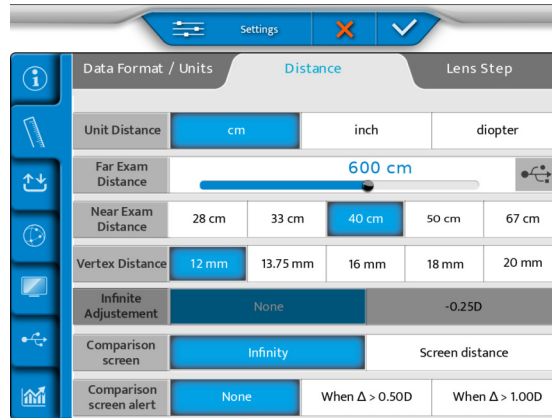 Settings
Data Format / Units Distance Lens Step
Unit Distance cm inch diopter
Far Exam
Distance
600 cm
Near Exam
Distance
28 cm 33 cm 40 cm 50 cm 67 cm
Vertex Distance 12 mm 13.75 mm 16 mm 18 mm 20 mm
Infinite
Adjustement
None -0.25D
Comparison
screen
Infinity Screen distance
Comparison
screen alert
None When Δ > 0.50D When Δ > 1.00D